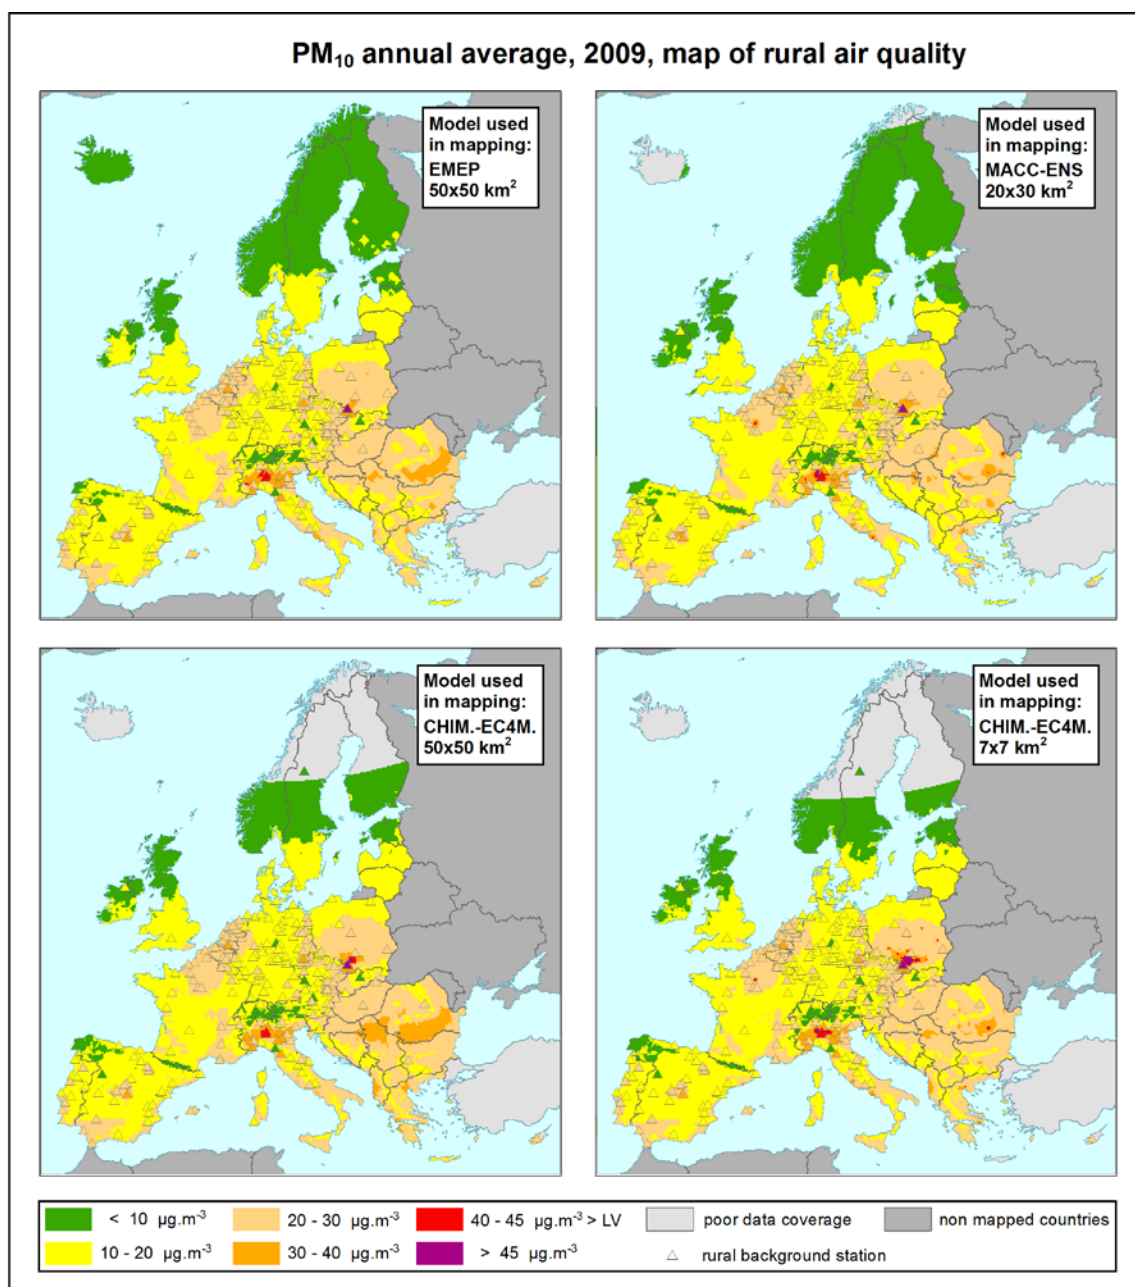 PM₁₀ annual average, 2009, map of rural air quality
Model used
in mapping:
EMEP
50x50 km²
Model used
in mapping:
MACC-ENS
20x30 km²
Model used
in mapping:
CHIM.-EC4M.
50x50 km²
Model used
in mapping:
CHIM.-EC4M.
7x7 km²
< 10 µg.m⁻³
20 - 30 µg.m⁻³
40 - 45 µg.m⁻³ > LV
poor data coverage
non mapped countries
10 - 20 µg.m⁻³
30 - 40 µg.m⁻³
> 45 µg.m⁻³
rural background station